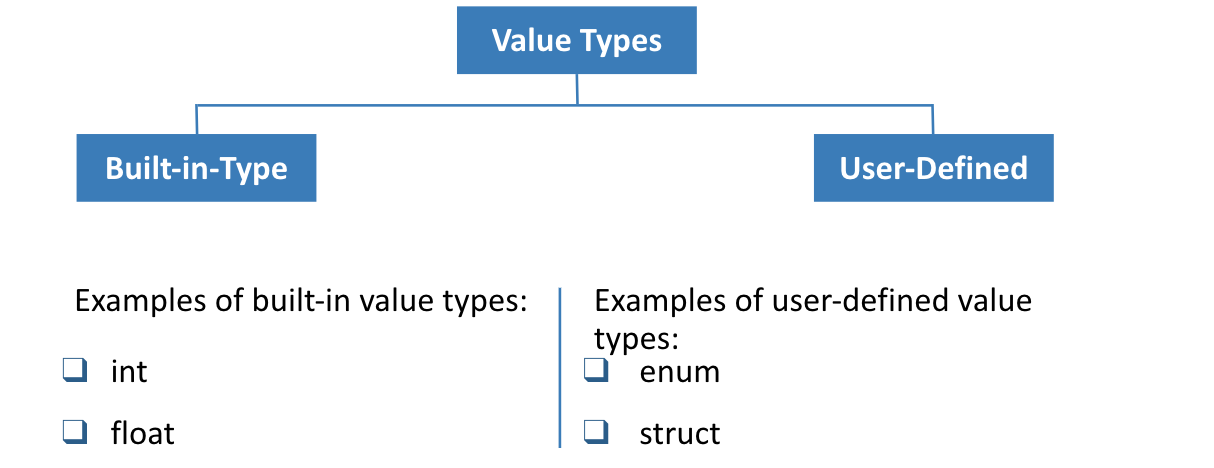 Value Types
Built-in-Type
User-Defined
Examples of built-in value types:
int
float
Examples of user-defined value
types:
enum
struct